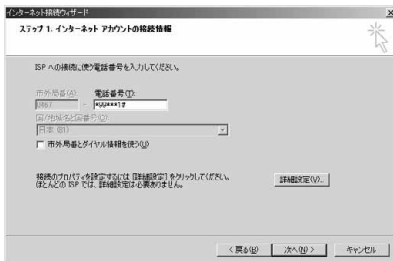 インターネット接続ウィザード
ステップ 1. インターネット アカウントの接続情報
ISP への接続に使う電話番号を入力してください。
市外局番(A):
電話番号(T):
0467
-
*99***1#
国/地域名と国番号(O):
日本 (81)
市外局番とダイヤル情報を使う(U)
接続のプロパティを設定するには [詳細設定] をクリックしてください。
ほとんどの ISP では、詳細設定は必要ありません。
詳細設定(V)...
< 戻る(B)
次へ(N) >
キャンセル